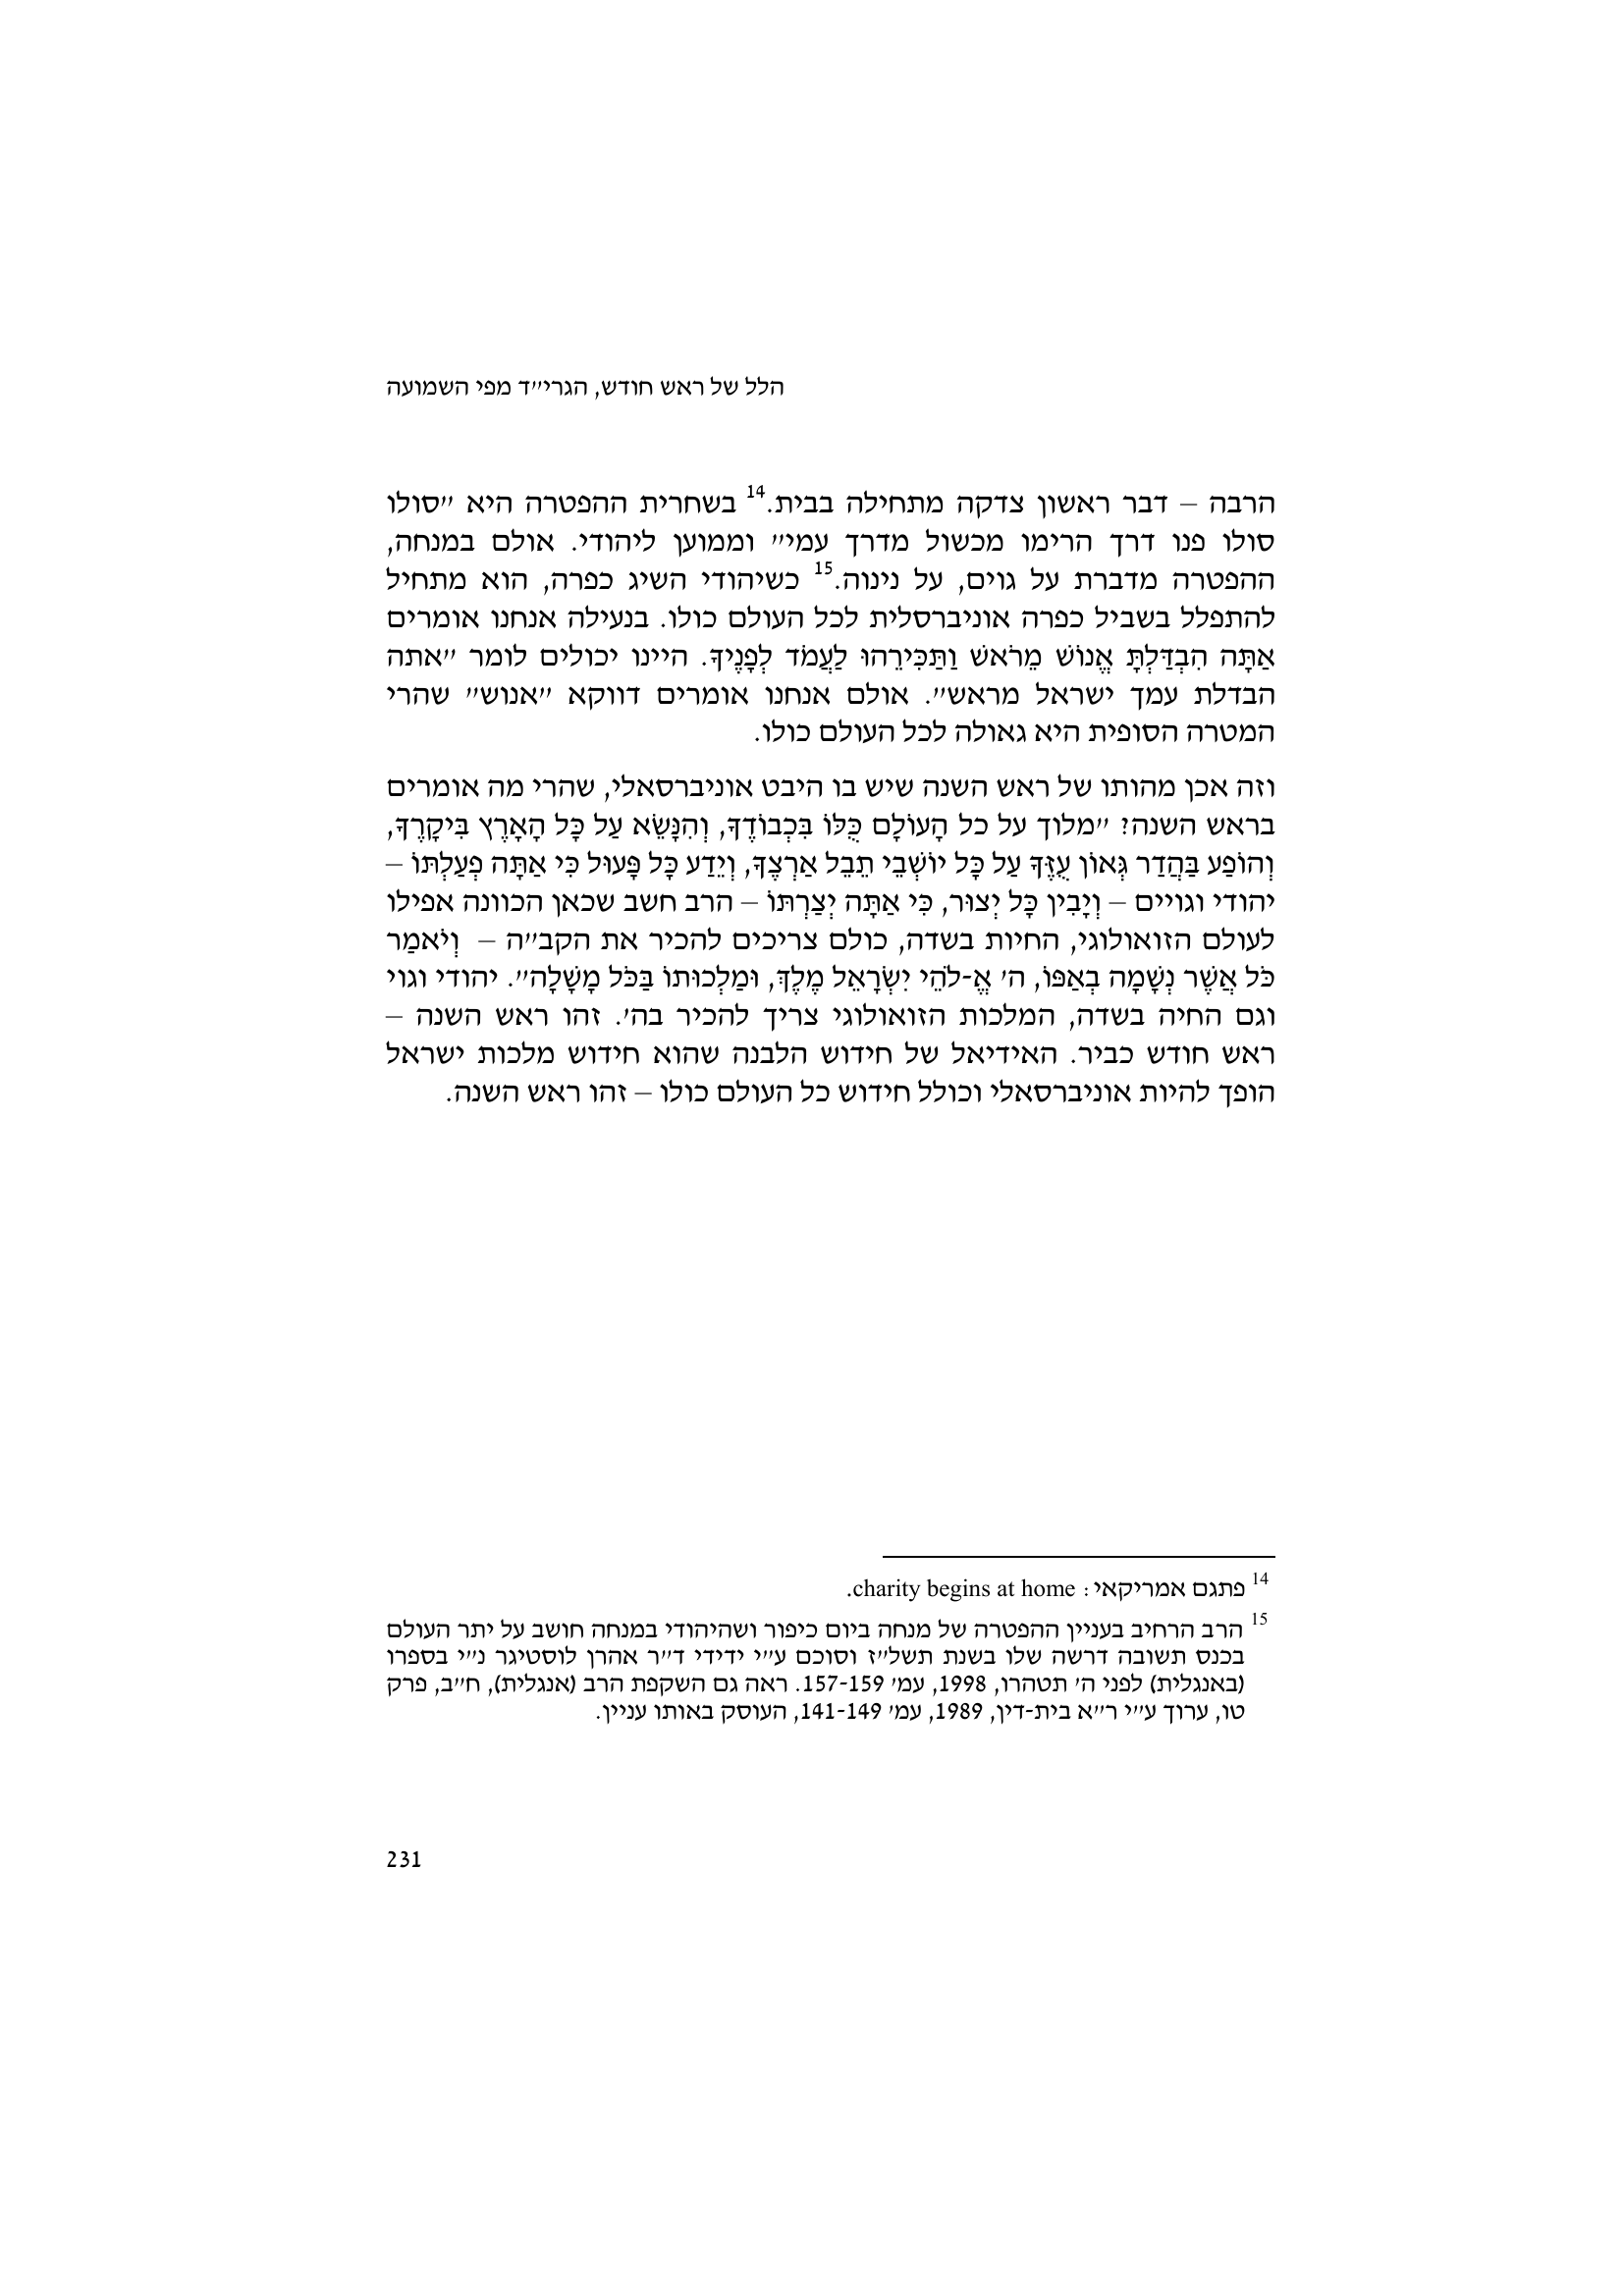 הלל של ראש חודש, הגרי״ד מפי השמועה
הרבה – דבר ראשון צדקה מתחילה בבית.14 בשחרית ההפטרה היא ״סולו
סולו פנו דרך הרימו מכשול מדרך עמי״ וממוען ליהודי. אולם במנחה,
ההפטרה מדברת על גוים, על נינוה.15 כשיהודי השיג כפרה, הוא מתחיל
להתפלל בשביל כפרה אוניברסלית לכל העולם כולו. בנעילה אנחנו אומרים
אַתָּה הִבְדַּלְתָּ אֱנוֹשׁ מֵרֹאשׁ וַתַּכִּירֵהוּ לַעֲמֹד לְפָנֶיךָ. היינו יכולים לומר ״אתה
הבדלת עמך ישראל מראש״. אולם אנחנו אומרים דווקא ״אנוש״ שהרי
המטרה הסופית היא גאולה לכל העולם כולו.
וזה אכן מהותו של ראש השנה שיש בו היבט אוניברסאלי, שהרי מה אומרים
בראש השנה? ״מלוך על כל הָעוֹלָם כֻּלּוֹ בִּכְבוֹדֶךָ, וְהִנָּשֵׂא עַל כָּל הָאָרֶץ בִּיקָרֶךָ,
וְהוֹפַע בַּהֲדַר גְּאוֹן עֻזֶּךָ עַל כָּל יוֹשְׁבֵי תֵבֵל אַרְצֶךָ, וְיֵדַע כָּל פָּעוּל כִּי אַתָּה פְעַלְתּוֹ –
יהודי וגויים – וְיָבִין כָּל יְצוּר, כִּי אַתָּה יְצַרְתּוֹ – הרב חשב שכאן הכוונה אפילו
לעולם הזואולוגי, החיות בשדה, כולם צריכים להכיר את הקב״ה – וְיֹאמַר
כֹּל אֲשֶׁר נְשָׁמָה בְאַפּוֹ, ה׳ אֱ-לֹהֵי יִשְׂרָאֵל מֶלֶךְ, וּמַלְכוּתוֹ בַּכֹּל מָשָׁלָה״. יהודי וגוי
וגם החיה בשדה, המלכות הזואולוגי צריך להכיר בה׳. זהו ראש השנה –
ראש חודש כביר. האידיאל של חידוש הלבנה שהוא חידוש מלכות ישראל
הופך להיות אוניברסאלי וכולל חידוש כל העולם כולו – זהו ראש השנה.
14 פתגם אמריקאי: charity begins at home.
15 הרב הרחיב בעניין ההפטרה של מנחה ביום כיפור ושהיהודי במנחה חושב על יתר העולם
בכנס תשובה דרשה שלו בשנת תשל״ז וסוכם ע״י ידידי ד״ר אהרן לוסטיגר נ״י בספרו
(באנגלית) לפני ה׳ תטהרו, 1998, עמ׳ 157-159. ראה גם השקפת הרב (אנגלית), ח״ב, פרק
טו, ערוך ע״י ר״א בית-דין, 1989, עמ׳ 141-149, העוסק באותו עניין.
231